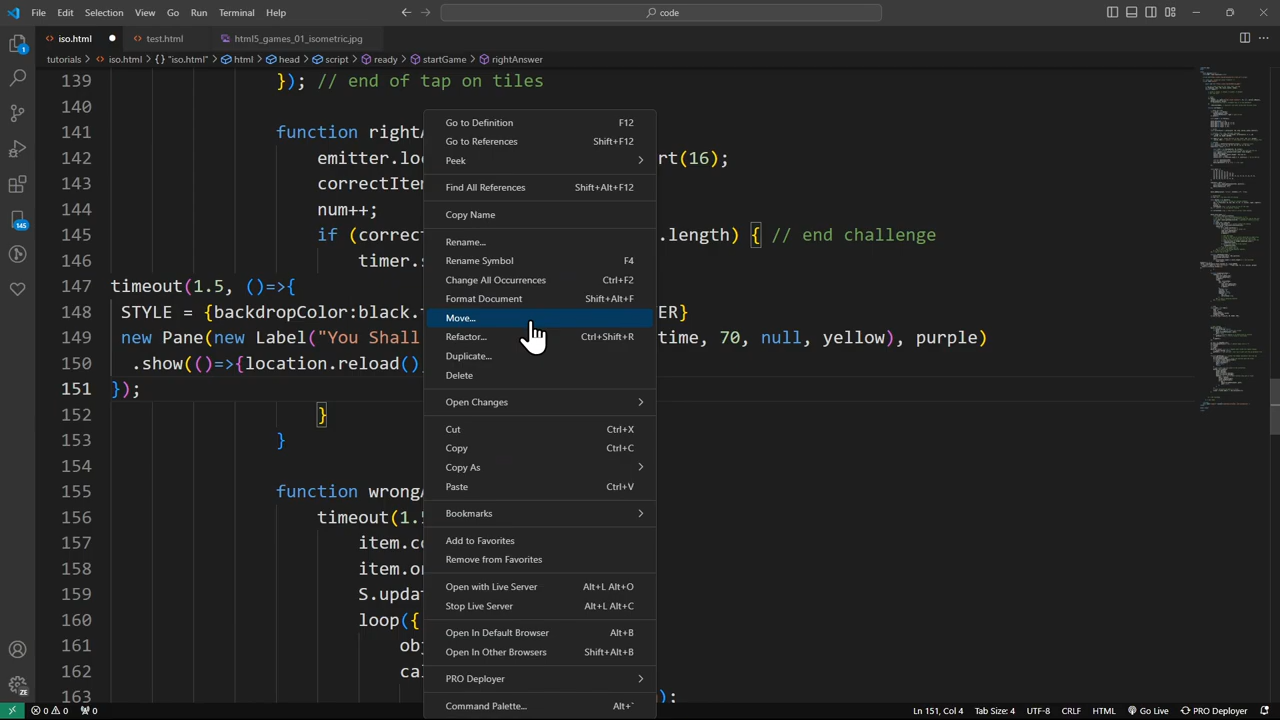 File Edit Selection View Go Run Terminal Help
code
iso.html
test.html
html5_games_01_isometric.jpg
tutorials > iso.html > {} "iso.html" > html > head > script > ready > startGame > rightAnswer
139 }); // end of tap on tiles
140
141 function right
142 emitter.lo rt(16);
143 correctItem
144 num++;
145 if (correc .length) { // end challenge
146 timer.s
147 timeout(1.5, ()=>{
148 STYLE = {backdropColor:black. ER}
149 new Pane(new Label("You Shall time, 70, null, yellow), purple)
150 .show(()=>{location.reload()
151 });
152 }
153 }
154
155 function wrong
156 timeout(1.5
157 item.co
158 item.on
159 S.upda
160 loop({
161 ob
162 ca
163 );
Go to Definition F12
Go to References Shift+F12
Peek
Find All References Shift+Alt+F12
Copy Name
Rename...
Rename Symbol F4
Change All Occurrences Ctrl+F2
Format Document Shift+Alt+F
Move...
Refactor... Ctrl+Shift+R
Duplicate...
Delete
Open Changes
Cut Ctrl+X
Copy Ctrl+C
Copy As
Paste Ctrl+V
Bookmarks
Add to Favorites
Remove from Favorites
Open with Live Server Alt+L Alt+O
Stop Live Server Alt+L Alt+C
Open In Default Browser Alt+B
Open In Other Browsers Shift+Alt+B
PRO Deployer
Command Palette... Alt+`
1
145
ZE
0 0 0
Ln 151, Col 4 Tab Size: 4 UTF-8 CRLF HTML Go Live PRO Deployer